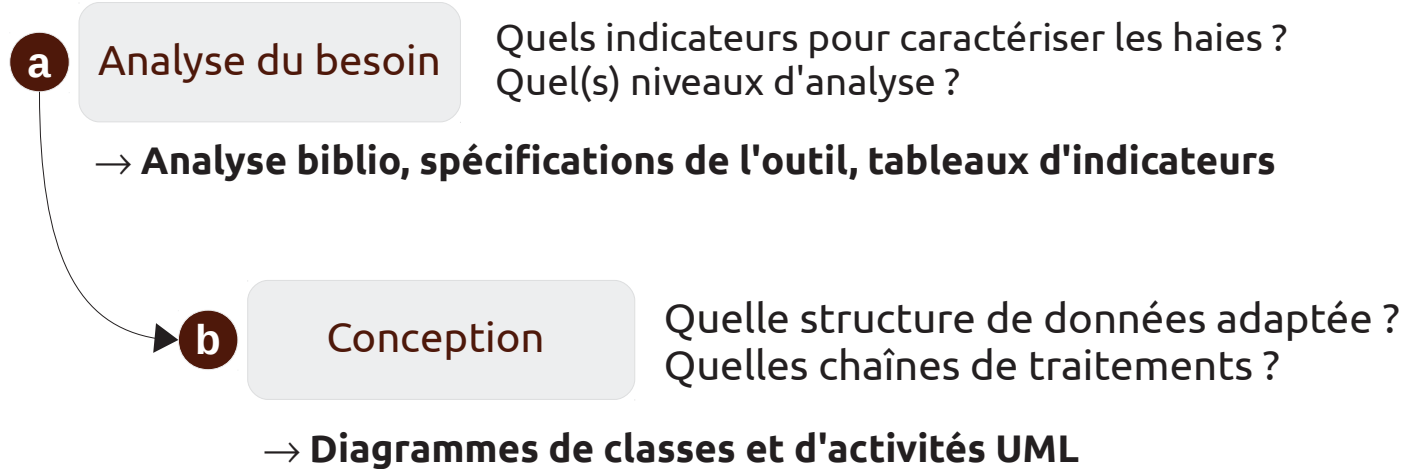 a
Analyse du besoin
Quels indicateurs pour caractériser les haies ?
Quel(s) niveaux d'analyse ?
→ Analyse biblio, spécifications de l'outil, tableaux d'indicateurs
b
Conception
Quelle structure de données adaptée ?
Quelles chaînes de traitements ?
→ Diagrammes de classes et d'activités UML